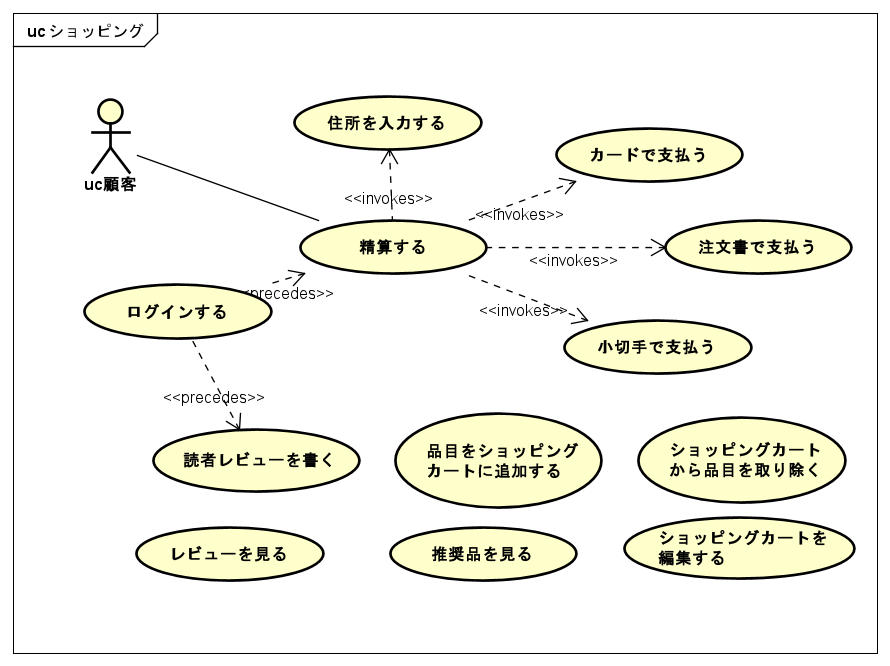 uc ショッピング
住所を入力する
カードで支払う
uc顧客
<<invokes>>
<<invokes>>
精算する
注文書で支払う
<<invokes>>
<<precedes>>
ログインする
<<invokes>>
小切手で支払う
<<precedes>>
読者レビューを書く
品目をショッピング
カートに追加する
ショッピングカート
から品目を取り除く
レビューを見る
推奨品を見る
ショッピングカートを
編集する